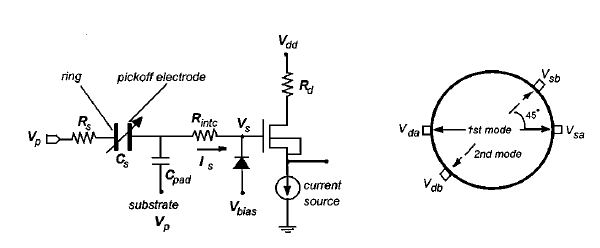 V_dd
ring
pickoff electrode
R_d
R_s
R_intc
V_s
V_p
C_s
I_s
C_pad
substrate
V_p
V_bias
current
source
V_sb
45°
V_da
1st mode
V_sa
2nd mode
V_db